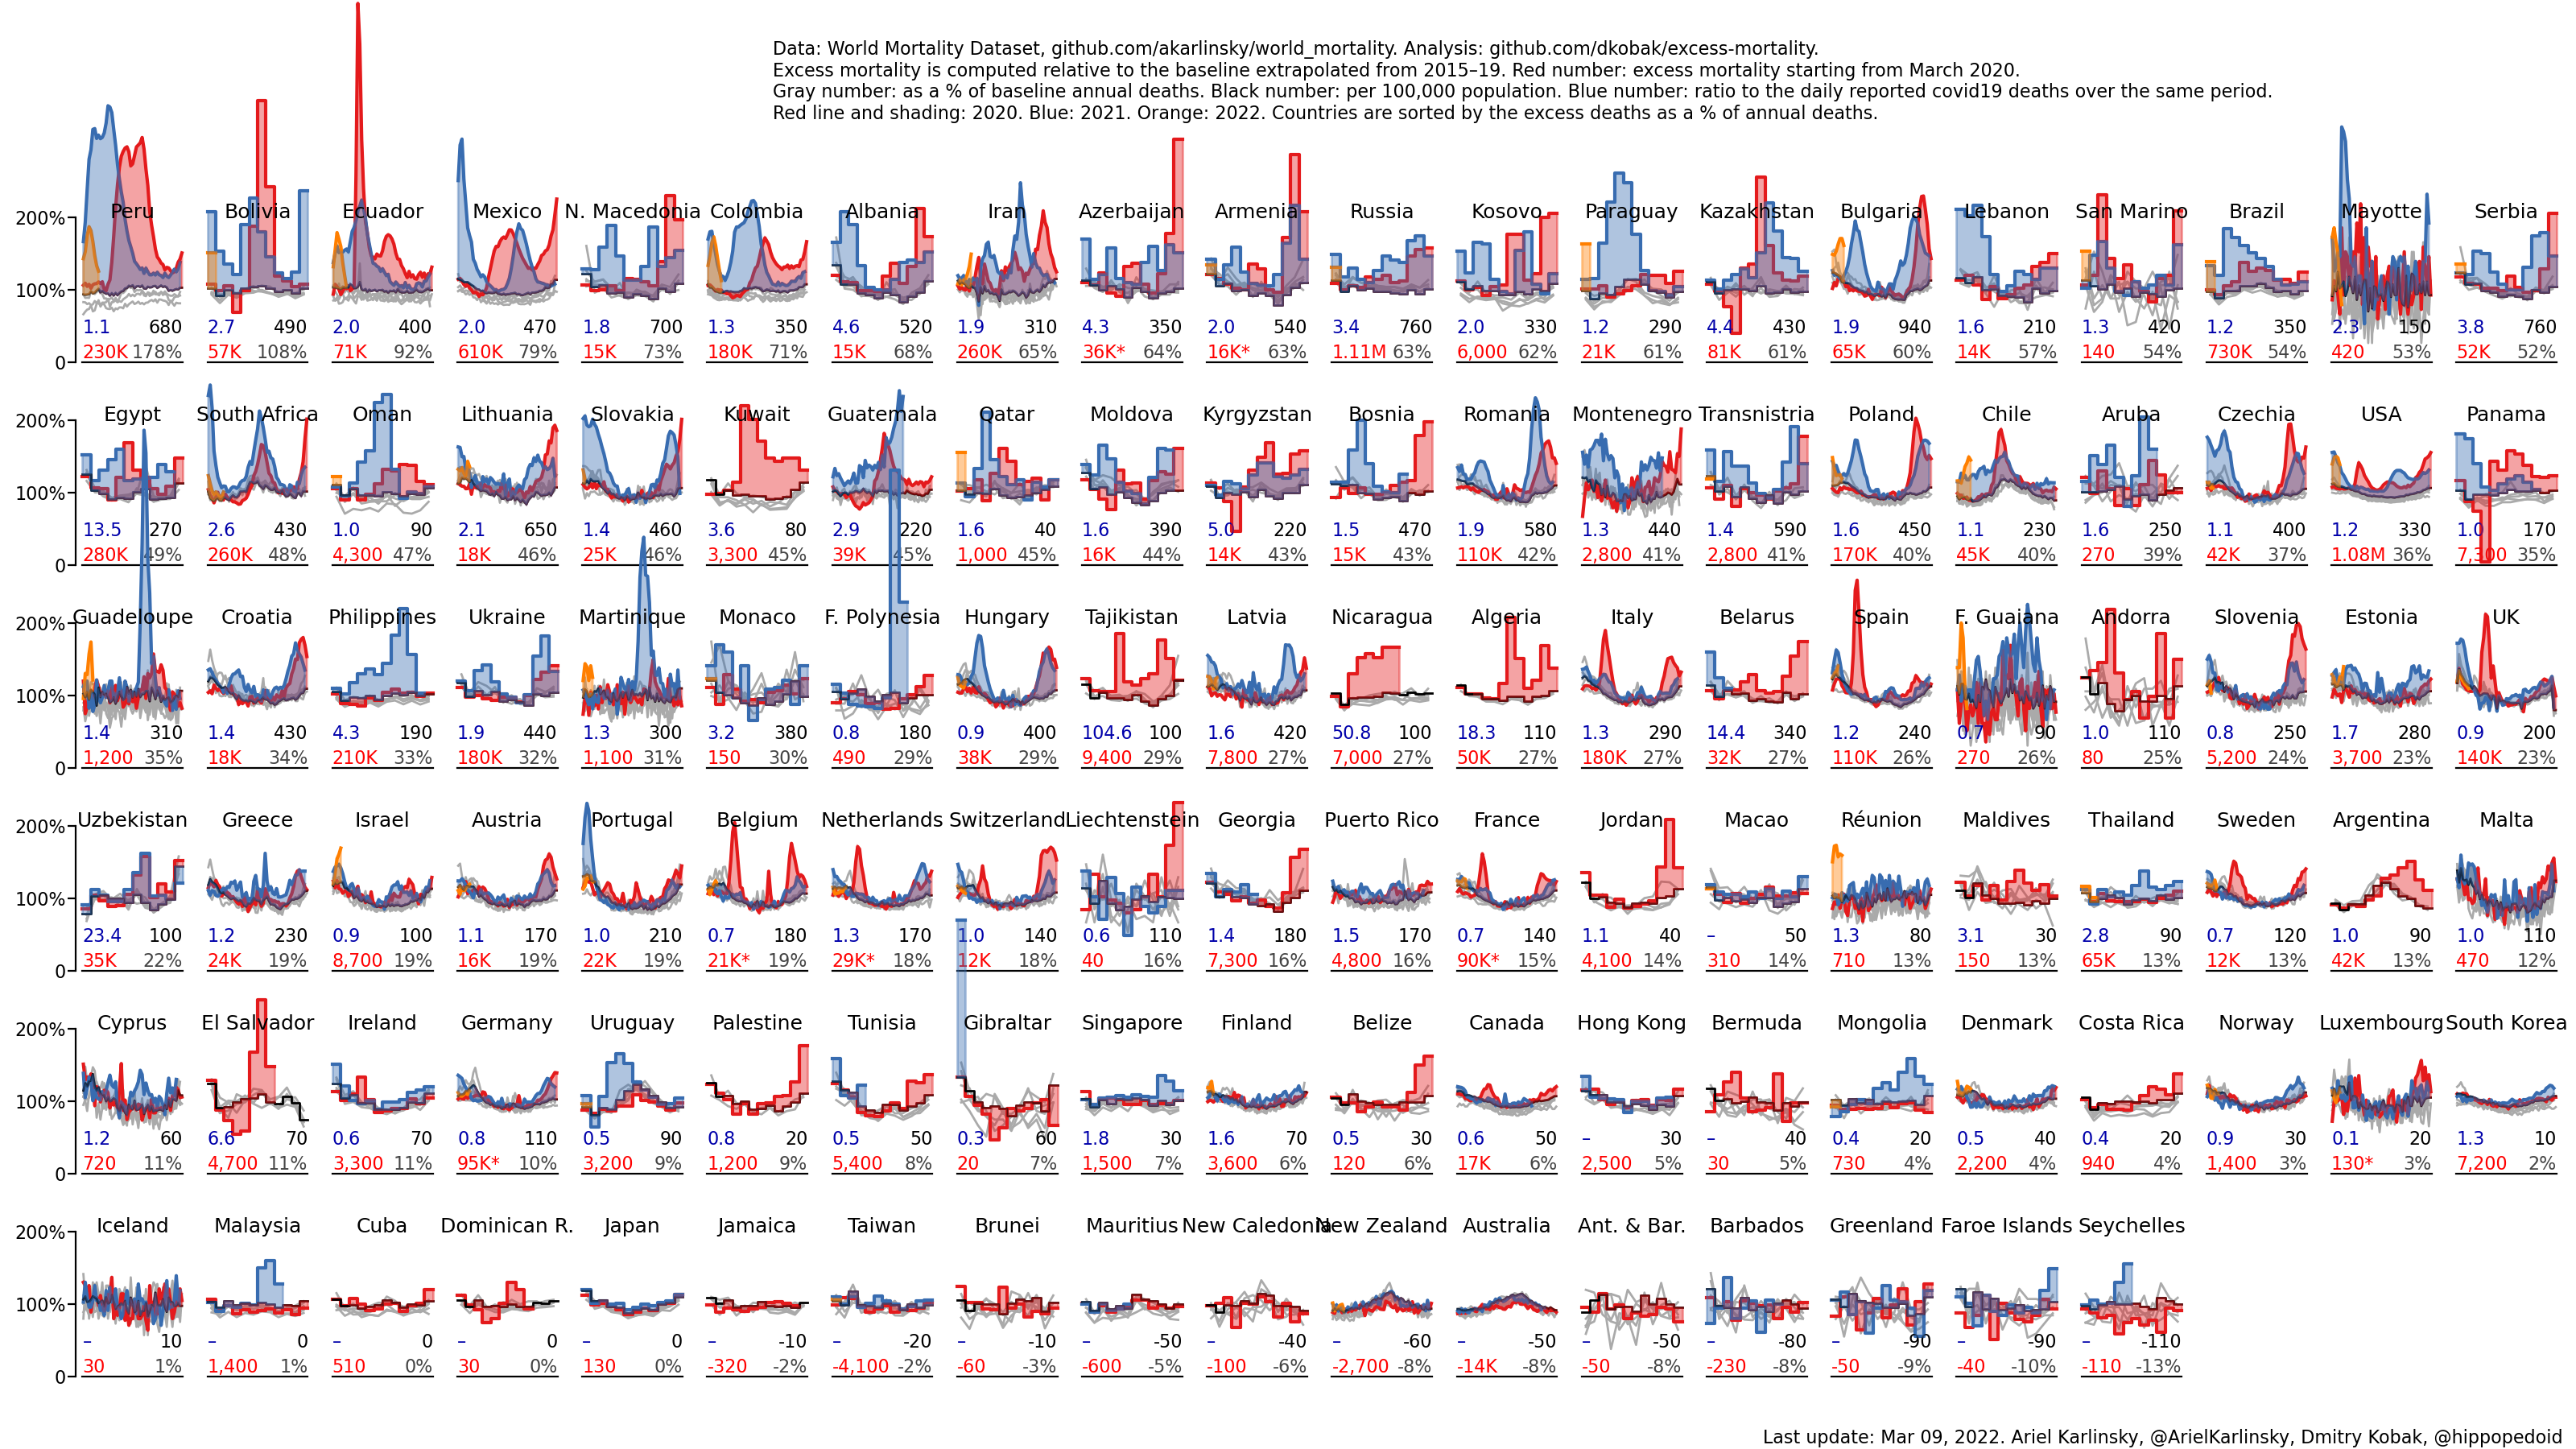 Data: World Mortality Dataset, github.com/akarlinsky/world_mortality. Analysis: github.com/dkobak/excess-mortality.
Excess mortality is computed relative to the baseline extrapolated from 2015–19. Red number: excess mortality starting from March 2020.
Gray number: as a % of baseline annual deaths. Black number: per 100,000 population. Blue number: ratio to the daily reported covid19 deaths over the same period.
Red line and shading: 2020. Blue: 2021. Orange: 2022. Countries are sorted by the excess deaths as a % of annual deaths.
200% Peru Bolivia Ecuador Mexico N. Macedonia Colombia Albania Iran Azerbaijan Armenia Russia Kosovo Paraguay Kazakhstan Bulgaria Lebanon San Marino Brazil Mayotte Serbia
100%
1.1 680 2.7 490 2.0 400 2.0 470 1.8 700 1.3 350 4.6 520 1.9 310 4.3 350 2.0 540 3.4 760 2.0 330 1.2 290 4.4 430 1.9 940 1.6 210 1.3 420 1.2 350 2.3 150 3.8 760
230K 178% 57K 108% 71K 92% 610K 79% 15K 73% 180K 71% 15K 68% 260K 65% 36K* 64% 16K* 63% 1.11M 63% 6,000 62% 21K 61% 81K 61% 65K 60% 14K 57% 140 54% 730K 54% 420 53% 52K 52%
0
200% Egypt South Africa Oman Lithuania Slovakia Kuwait Guatemala Qatar Moldova Kyrgyzstan Bosnia Romania Montenegro Transnistria Poland Chile Aruba Czechia USA Panama
100%
13.5 270 2.6 430 1.0 90 2.1 650 1.4 460 3.6 80 2.9 220 1.6 40 1.6 390 5.0 220 1.5 470 1.9 580 1.3 440 1.4 590 1.6 450 1.1 230 1.6 250 1.1 400 1.2 330 1.0 170
280K 49% 260K 48% 4,300 47% 18K 46% 25K 46% 3,300 45% 39K 45% 1,000 45% 16K 44% 14K 43% 15K 43% 110K 42% 2,800 41% 2,800 41% 170K 40% 45K 40% 270 39% 42K 37% 1.08M 36% 7,300 35%
0
200% Guadeloupe Croatia Philippines Ukraine Martinique Monaco F. Polynesia Hungary Tajikistan Latvia Nicaragua Algeria Italy Belarus Spain F. Guaiana Andorra Slovenia Estonia UK
100%
1.4 310 1.4 430 4.3 190 1.9 440 1.3 300 3.2 380 0.8 180 0.9 400 104.6 100 1.6 420 50.8 100 18.3 110 1.3 290 14.4 340 1.2 240 0.7 90 1.0 110 0.8 250 1.7 280 0.9 200
1,200 35% 18K 34% 210K 33% 180K 32% 1,100 31% 150 30% 490 29% 38K 29% 9,400 29% 7,800 27% 7,000 27% 50K 27% 180K 27% 32K 27% 110K 26% 270 26% 80 25% 5,200 24% 3,700 23% 140K 23%
0
200% Uzbekistan Greece Israel Austria Portugal Belgium Netherlands Switzerland Liechtenstein Georgia Puerto Rico France Jordan Macao Réunion Maldives Thailand Sweden Argentina Malta
100%
23.4 100 1.2 230 0.9 100 1.1 170 1.0 210 0.7 180 1.3 170 1.0 140 0.6 110 1.4 180 1.5 170 0.7 140 1.1 40 – 50 1.3 80 3.1 30 2.8 90 0.7 120 1.0 90 1.0 110
35K 22% 24K 19% 8,700 19% 16K 19% 22K 19% 21K* 19% 29K* 18% 12K 18% 40 16% 7,300 16% 4,800 16% 90K* 15% 4,100 14% 310 14% 710 13% 150 13% 65K 13% 12K 13% 42K 13% 470 12%
0
200% Cyprus El Salvador Ireland Germany Uruguay Palestine Tunisia Gibraltar Singapore Finland Belize Canada Hong Kong Bermuda Mongolia Denmark Costa Rica Norway Luxembourg South Korea
100%
1.2 60 6.6 70 0.6 70 0.8 110 0.5 90 0.8 20 0.5 50 0.3 60 1.8 30 1.6 70 0.5 30 0.6 50 – 30 – 40 0.4 20 0.5 40 0.4 20 0.9 30 0.1 20 1.3 10
720 11% 4,700 11% 3,300 11% 95K* 10% 3,200 9% 1,200 9% 5,400 8% 20 7% 1,500 7% 3,600 6% 120 6% 17K 6% 2,500 5% 30 5% 730 4% 2,200 4% 940 4% 1,400 3% 130* 3% 7,200 2%
0
200% Iceland Malaysia Cuba Dominican R. Japan Jamaica Taiwan Brunei Mauritius New Caledonia New Zealand Australia Ant. & Bar. Barbados Greenland Faroe Islands Seychelles
100%
– 10 – 0 – 0 – 0 – 0 – -10 – -20 – -10 – -50 – -40 – -60 – -50 – -50 – -80 – -90 – -90 – -110
30 1% 1,400 1% 510 0% 30 0% 130 0% -320 -2% -4,100 -2% -60 -3% -600 -5% -100 -6% -2,700 -8% -14K -8% -50 -8% -230 -8% -50 -9% -40 -10% -110 -13%
0
Last update: Mar 09, 2022. Ariel Karlinsky, @ArielKarlinsky, Dmitry Kobak, @hippopedoid